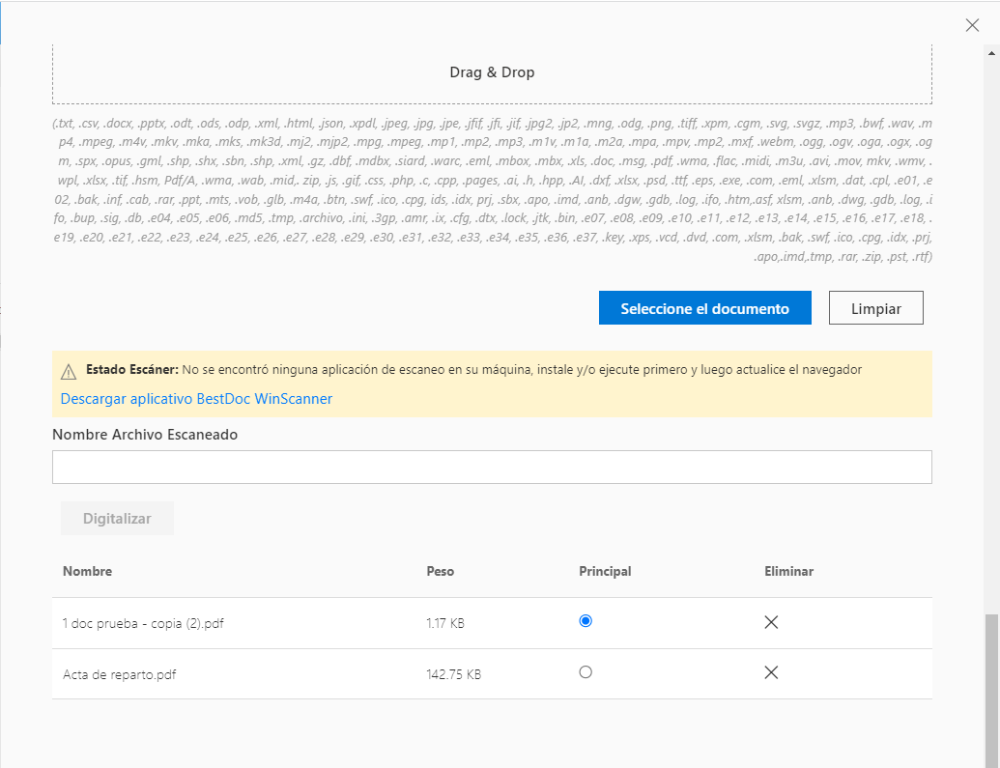 Drag & Drop
(.txt, .csv, .docx, .pptx, .odt, .ods, .odp, .xml, .html, .json, .xpdl, .jpeg, .jpg, .jpe, .jfif, .jfi, .jif, .jpg2, .jp2, .mng, .odg, .png, .tiff, .xpm, .cgm, .svg, .svgz, .mp3, .bwf, .wav, .m
p4, .mpeg, .m4v, .mkv, .mka, .mks, .mk3d, .mj2, .mjp2, .mpg, .mpeg, .mp1, .mp2, .mp3, .m1v, .m1a, .m2a, .mpa, .mpv, .mp2, .mxf, .webm, .ogg, .ogv, .oga, .ogx, .og
m, .spx, .opus, .gml, .shp, .shx, .sbn, .shp, .xml, .gz, .dbf, .mdbx, .siard, .warc, .eml, .mbox, .mbx, .xls, .doc, .msg, .pdf, .wma, .flac, .midi, .m3u, .avi, .mov, mkv, .wmv, .
wpl, .xlsx, .tif, .hsm, Pdf/A, .wma, .wab, .mid,. zip, .js, .gif, .css, .php, .c, .cpp, .pages, .ai, .h, .hpp, .AI, .dxf, .xlsx, .psd, .ttf, .eps, .exe, .com, .eml, .xlsm, .dat, .cpl, .e01, .e
02, .bak, .inf, .cab, .rar, .ppt, .mts, .vob, .glb, .m4a, .btn, .swf, .ico, .cpg, ids, .idx, prj, .sbx, .apo, .imd, .anb, .dgw, .gdb, .log, .ifo, .htm,.asf, xlsm, .anb, .dwg, .gdb, .log, .i
fo, .bup, .sig, .db, .e04, .e05, .e06, .md5, .tmp, .archivo, .ini, .3gp, .amr, .ix, .cfg, .dtx, .lock, .jtk, .bin, .e07, .e08, .e09, .e10, .e11, .e12, .e13, .e14, .e15, .e16, .e17, .e18, .
e19, .e20, .e21, .e22, .e23, .e24, .e25, .e26, .e27, .e28, .e29, .e30, .e31, .e32, .e33, .e34, .e35, .e36, .e37, .key, .xps, .vcd, .dvd, .com, .xlsm, .bak, .swf, .ico, .cpg, .idx, .prj,
.apo,.imd,.tmp, .rar, .zip, .pst, .rtf)
Seleccione el documento Limpiar
Estado Escáner: No se encontró ninguna aplicación de escaneo en su máquina, instale y/o ejecute primero y luego actualice el navegador
Descargar aplicativo BestDoc WinScanner
Nombre Archivo Escaneado
Digitalizar
Nombre Peso Principal Eliminar
1 doc prueba - copia (2).pdf 1.17 KB
Acta de reparto.pdf 142.75 KB